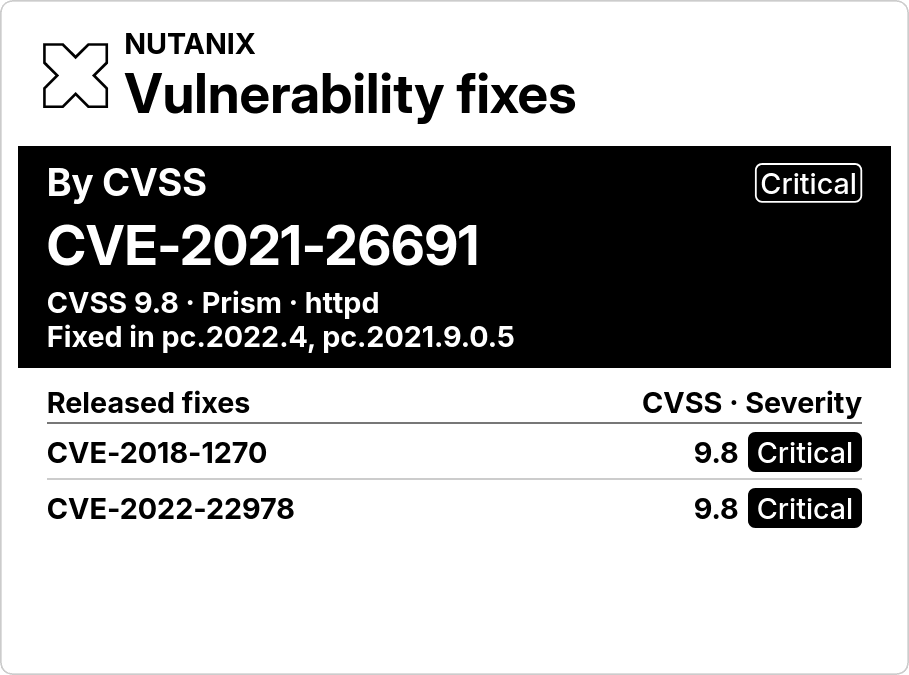 NUTANIX
Vulnerability fixes
By CVSS
Critical
CVE-2021-26691
CVSS 9.8 · Prism · httpd
Fixed in pc.2022.4, pc.2021.9.0.5
Released fixes
CVSS · Severity
CVE-2018-1270
9.8 Critical
CVE-2022-22978
9.8 Critical